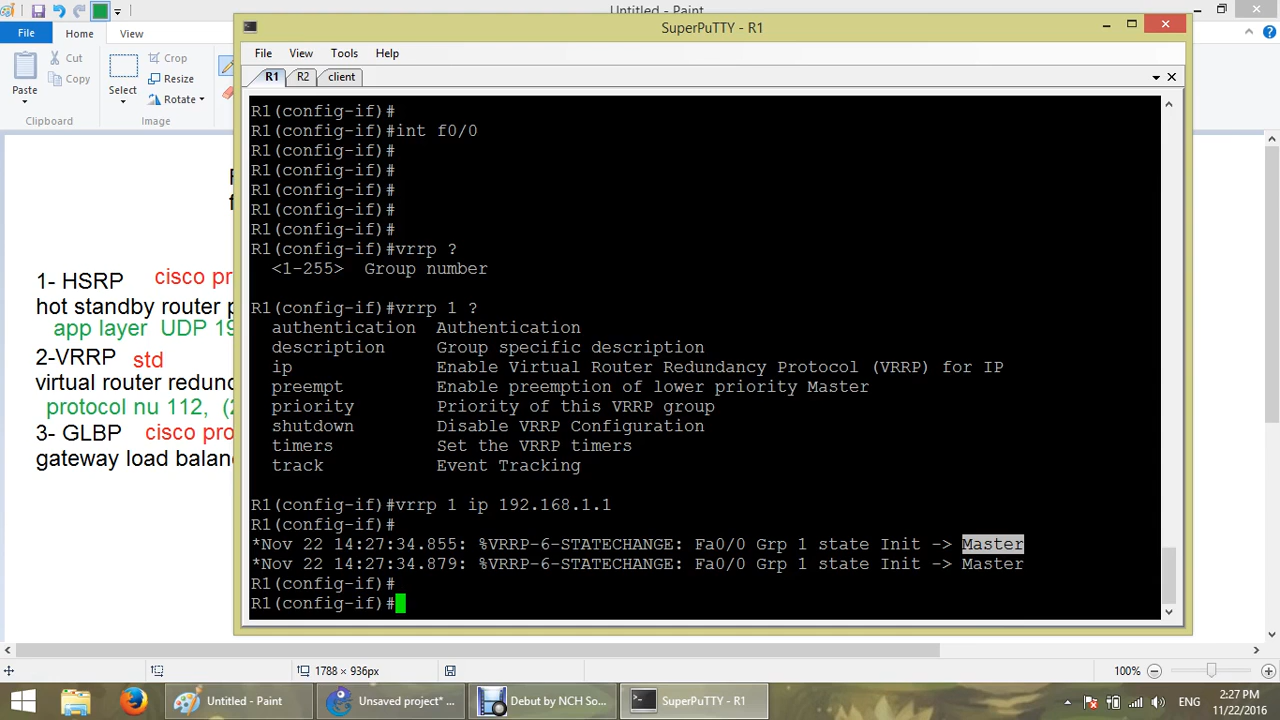 Untitled - Paint
SuperPuTTY - R1
File Home View
Paste
Cut
Copy
Clipboard
Select
Crop
Resize
Rotate
Image
File View Tools Help
R1 R2 client
R1(config-if)#
R1(config-if)#int f0/0
R1(config-if)#
R1(config-if)#
R1(config-if)#
R1(config-if)#
R1(config-if)#
R1(config-if)#vrrp ?
<1-255> Group number
R1(config-if)#vrrp 1 ?
authentication Authentication
description Group specific description
ip Enable Virtual Router Redundancy Protocol (VRRP) for IP
preempt Enable preemption of lower priority Master
priority Priority of this VRRP group
shutdown Disable VRRP Configuration
timers Set the VRRP timers
track Event Tracking
R1(config-if)#vrrp 1 ip 192.168.1.1
R1(config-if)#
*Nov 22 14:27:34.855: %VRRP-6-STATECHANGE: Fa0/0 Grp 1 state Init -> Master
*Nov 22 14:27:34.879: %VRRP-6-STATECHANGE: Fa0/0 Grp 1 state Init -> Master
R1(config-if)#
R1(config-if)#
1- HSRP cisco pr
hot standby router p
app layer UDP 19
2-VRRP std
virtual router redun
protocol nu 112, (2
3- GLBP cisco pro
gateway load balan
1788 × 936px
100%
Untitled - Paint
Unsaved project* ...
Debut by NCH So...
SuperPuTTY - R1
ENG
2:27 PM
11/22/2016